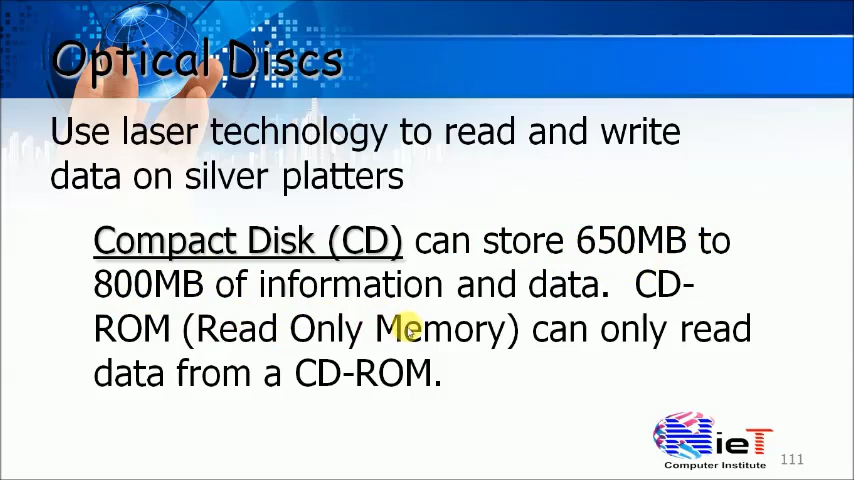 Optical Discs
Use laser technology to read and write
data on silver platters
Compact Disk (CD) can store 650MB to
800MB of information and data.  CD-
ROM (Read Only Memory) can only read
data from a CD-ROM.
NieT
Computer Institute
111